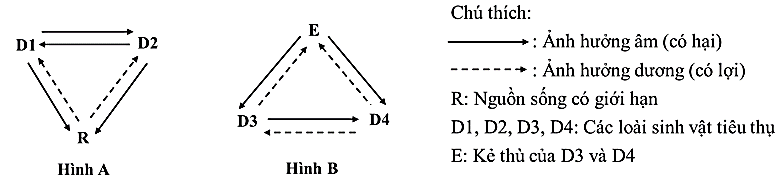 D1 D2
R
Hình A
E
D3 D4
Hình B
Chú thích:
: Ảnh hưởng âm (có hại)
: Ảnh hưởng dương (có lợi)
R: Nguồn sống có giới hạn
D1, D2, D3, D4: Các loài sinh vật tiêu thụ
E: Kẻ thù của D3 và D4